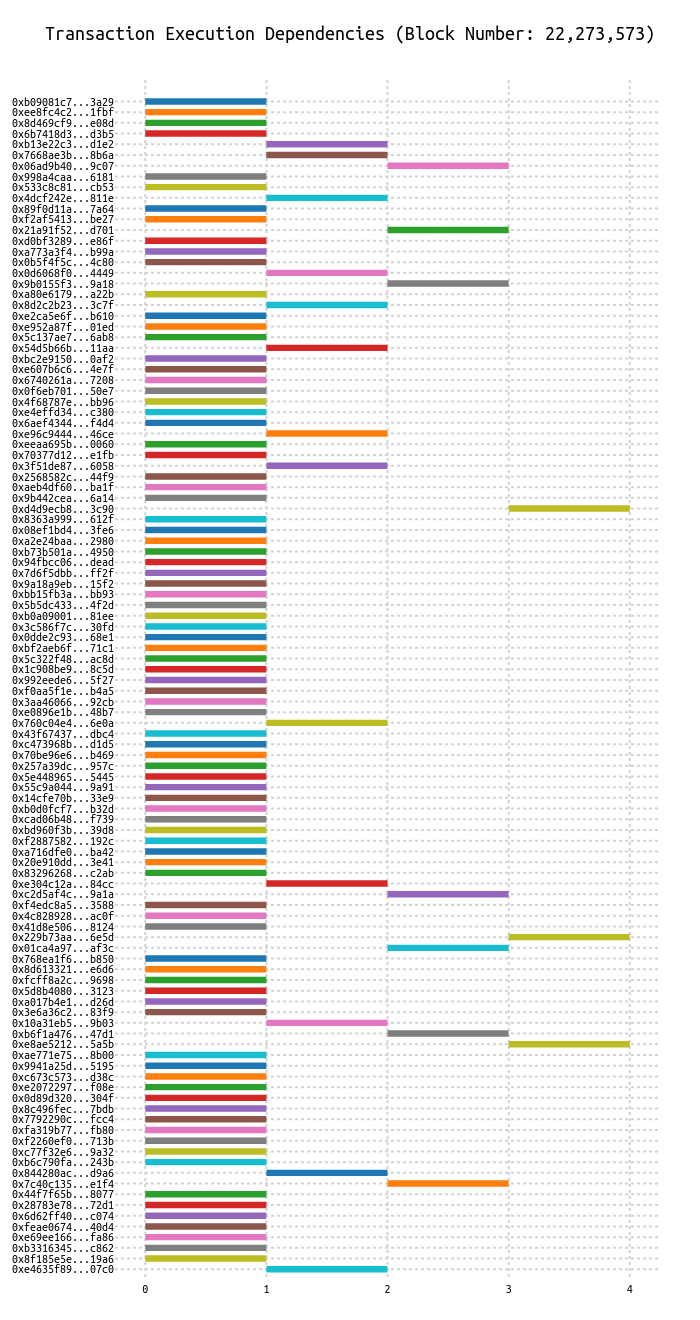 Transaction Execution Dependencies (Block Number: 22,273,573)
0xb09081c7...3a29
0xee8fc4c2...1fbf
0x8d469cf9...e08d
0x6b7418d3...d3b5
0xb13e22c3...d1e2
0x7668ae3b...8b6a
0x06ad9b40...9c07
0x998a4caa...6181
0x533c8c81...cb53
0x4dcf242e...811e
0x89f0d11a...7a64
0xf2af5413...be27
0x21a91f52...d701
0xd0bf3289...e86f
0xa773a3f4...b99a
0x0b5f4f5c...4c80
0x0d6068f0...4449
0x9b0155f3...9a18
0xa80e6179...a22b
0x8d2c2b23...3c7f
0xe2ca5e6f...b610
0xe952a87f...01ed
0x5c137ae7...6ab8
0x54d5b66b...11aa
0xbc2e9150...0af2
0xe607b6c6...4e7f
0x6740261a...7208
0x0f6eb701...50e7
0x4f68787e...bb96
0xe4effd34...c380
0x6aef4344...f4d4
0xe96c9444...46ce
0xeeaa695b...0060
0x70377d12...e1fb
0x3f51de87...6058
0x2568582c...44f9
0xaeb4df60...ba1f
0x9b442cea...6a14
0xd4d9ecb8...3c90
0x8363a999...612f
0x08ef1bd4...3fe6
0xa2e24baa...2980
0xb73b501a...4950
0x94fbcc06...dead
0x7d6f5dbb...ff2f
0x9a18a9eb...15f2
0xbb15fb3a...bb93
0x5b5dc433...4f2d
0xb0a09001...81ee
0x3c586f7c...30fd
0x0dde2c93...68e1
0xbf2aeb6f...71c1
0x5c322f48...ac8d
0x1c908be9...8c5d
0x992eede6...5f27
0xf0aa5f1e...b4a5
0x3aa46066...92cb
0xe0896e1b...48b7
0x760c04e4...6e0a
0x43f67437...dbc4
0xc473968b...d1d5
0x70be96e6...b469
0x257a39dc...957c
0x5e448965...5445
0x55c9a044...9a91
0x14cfe70b...33e9
0xb0d0fcf7...b32d
0xcad06b48...f739
0xbd960f3b...39d8
0xf2887582...192c
0xa716dfe0...ba42
0x20e910dd...3e41
0x83296268...c2ab
0xe304c12a...84cc
0xc2d5af4c...9a1a
0xf4edc8a5...3588
0x4c828928...ac0f
0x41d8e506...8124
0x229b73aa...6e5d
0x01ca4a97...af3c
0x768ea1f6...b850
0x8d613321...e6d6
0xfcff8a2c...9698
0x5d8b4080...3123
0xa017b4e1...d26d
0x3e6a36c2...83f9
0x10a31eb5...9b03
0xb6f1a476...47d1
0xe8ae5212...5a5b
0xae771e75...8b00
0x9941a25d...5195
0xc673c573...d38c
0xe2072297...f08e
0x0d89d320...304f
0x8c496fec...7bdb
0x7792290c...fcc4
0xfa319b77...fb80
0xf2260ef0...713b
0xc77f32e6...9a32
0xb6c790fa...243b
0x844280ac...d9a6
0x7c40c135...e1f4
0x44f7f65b...8077
0x28783e78...72d1
0x6d62ff40...c074
0xfeae0674...40d4
0xe69ee166...fa86
0xb3316345...c862
0x8f185e5e...19a6
0xe4635f89...07c0
0 1 2 3 4